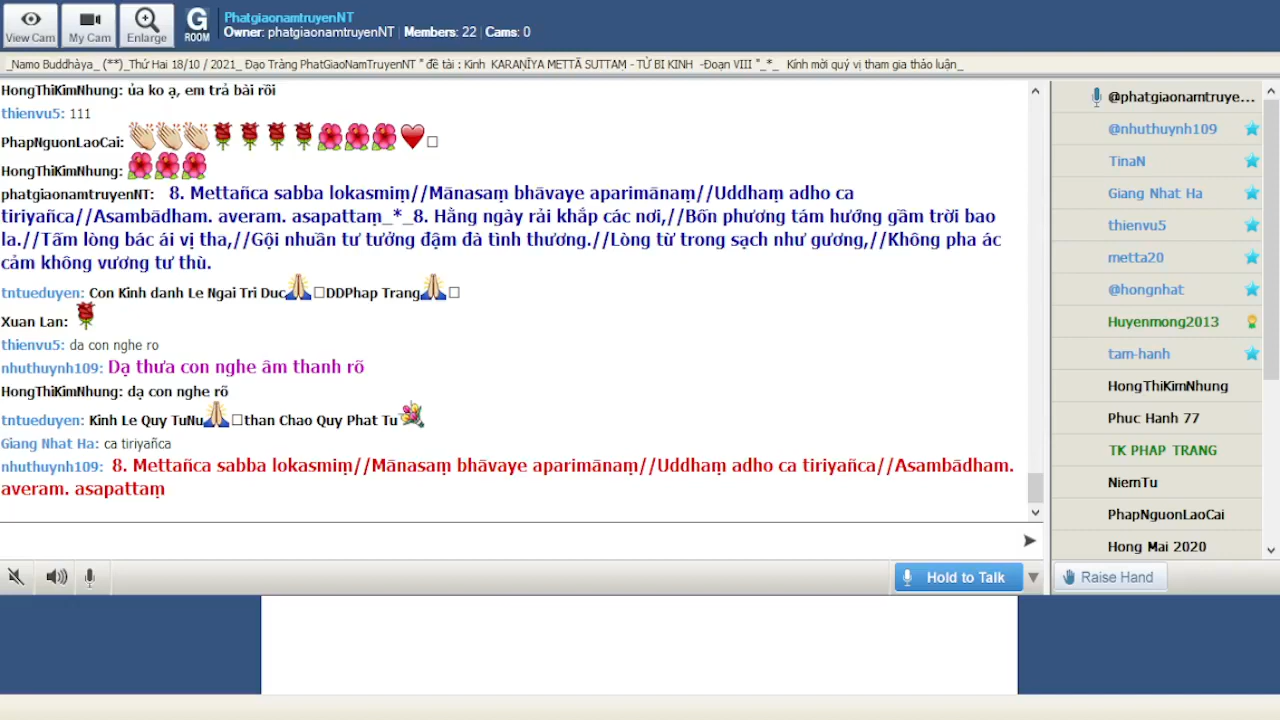 View Cam
My Cam
Enlarge
G
ROOM
PhatgiaonamtruyenNT
Owner: phatgiaonamtruyenNT | Members: 22 | Cams: 0
_Namo Buddhàya_ (**)_Thứ Hai 18/10 / 2021_ Đạo Tràng PhatGiaoNamTruyenNT " đề tài : Kinh KARAṆĪYA METTĀ SUTTAṂ - TỪ BI KINH -Đoạn VIII "_*_ Kính mời quý vị tham gia thảo luận_
HongThiKimNhung: ủa ko ạ, em trả bài rồi
thienvu5: 111
PhapNguonLaoCai: 👏👏👏🌹🌹🌹🌹🌺🌺🌺❤️
HongThiKimNhung: 🌺🌺🌺
phatgiaonamtruyenNT: 8. Mettañca sabba lokasmiṃ//Mānasaṃ bhāvaye aparimānaṃ//Uddhaṃ adho ca
tiriyañca//Asambādham. averam. asapattaṃ_*_8. Hằng ngày rải khắp các nơi,//Bốn phương tám hướng gầm trời bao
la.//Tấm lòng bác ái vị tha,//Gội nhuần tư tưởng đậm đà tình thương.//Lòng từ trong sạch như gương,//Không pha ác
cảm không vương tư thù.
tntueduyen: Con Kinh danh Le Ngai Tri Duc🙏DDPhap Trang🙏
Xuan Lan: 🌹
thienvu5: da con nghe ro
nhuthuynh109: Dạ thưa con nghe âm thanh rõ
HongThiKimNhung: dạ con nghe rõ
tntueduyen: Kinh Le Quy TuNu🙏than Chao Quy Phat Tu💐
Giang Nhat Ha: ca tiriyañca
nhuthuynh109: 8. Mettañca sabba lokasmiṃ//Mānasaṃ bhāvaye aparimānaṃ//Uddhaṃ adho ca tiriyañca//Asambādham.
averam. asapattaṃ
Hold to Talk
@phatgiaonamtruye...
@nhuthuynh109
TinaN
Giang Nhat Ha
thienvu5
metta20
@hongnhat
Huyenmong2013
tam-hanh
HongThiKimNhung
Phuc Hanh 77
TK PHAP TRANG
NiemTu
PhapNguonLaoCai
Hong Mai 2020
Raise Hand